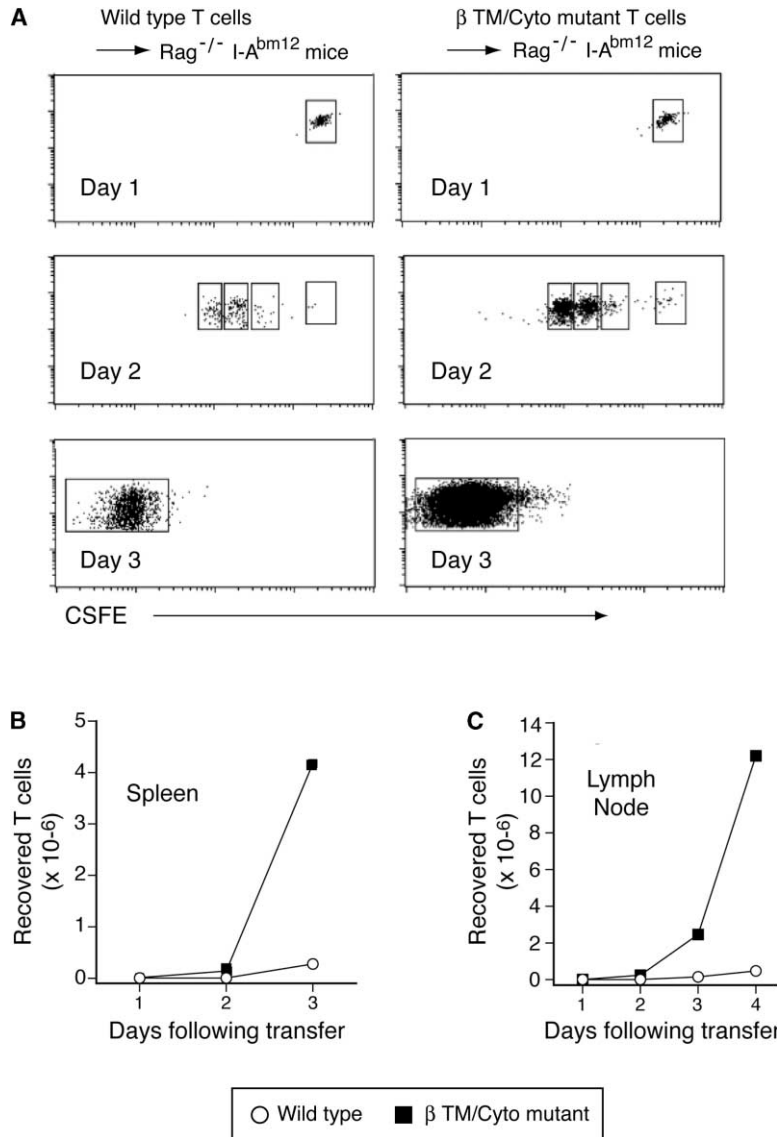 A
Wild type T cells
Rag-/- I-Abm12 mice
β TM/Cyto mutant T cells
Rag-/- I-Abm12 mice
Day 1
Day 1
Day 2
Day 2
Day 3
Day 3
CSFE
B
Recovered T cells
(x 10-6)
5
4
3
2
1
0
Spleen
1 2 3
Days following transfer
C
Recovered T cells
(x 10-6)
14
12
10
8
6
4
2
0
Lymph
Node
1 2 3 4
Days following transfer
Wild type β TM/Cyto mutant